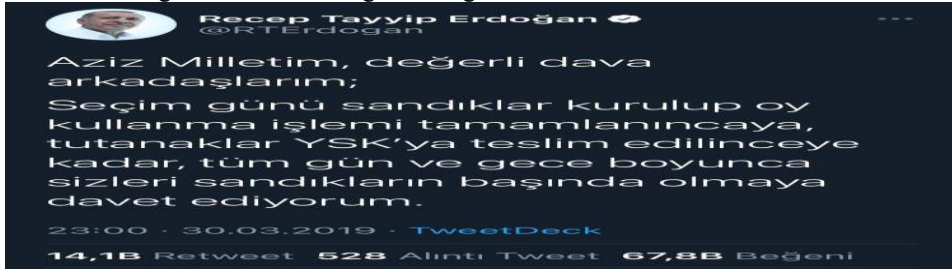 Recep Tayyip Erdoğan
@RTErdogan
Aziz Milletim, değerli dava
arkadaşlarım;
Seçim günü sandıklar kurulup oy
kullanma işlemi tamamlanıncaya,
tutanaklar YSK'ya teslim edilinceye
kadar, tüm gün ve gece boyunca
sizleri sandıkların başında olmaya
davet ediyorum.
23:00 · 30.03.2019 · TweetDeck
14,1B Retweet 528 Alıntı Tweet 67,8B Beğeni